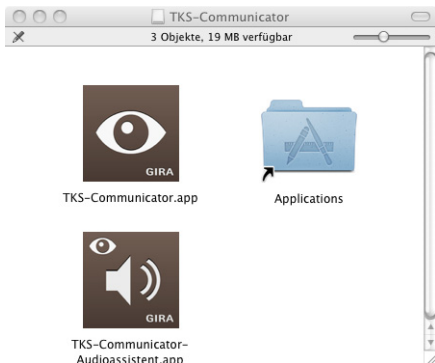 TKS-Communicator
3 Objekte, 19 MB verfügbar
GIRA
TKS-Communicator.app
Applications
GIRA
TKS-Communicator-
Audioassistent.app